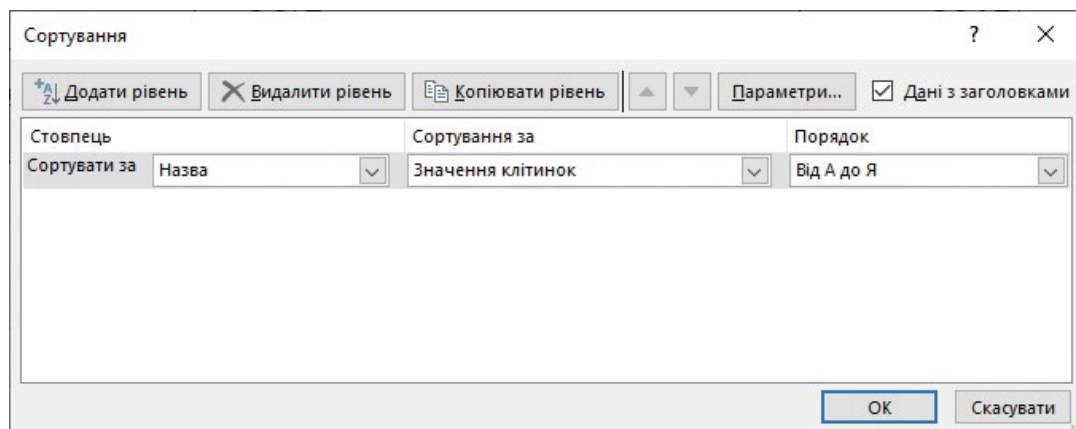 Сортування
Додати рівень Видалити рівень Копіювати рівень Параметри... Дані з заголовками
Стовпець Сортування за Порядок
Сортувати за Назва Значення клітинок Від А до Я
ОК Скасувати